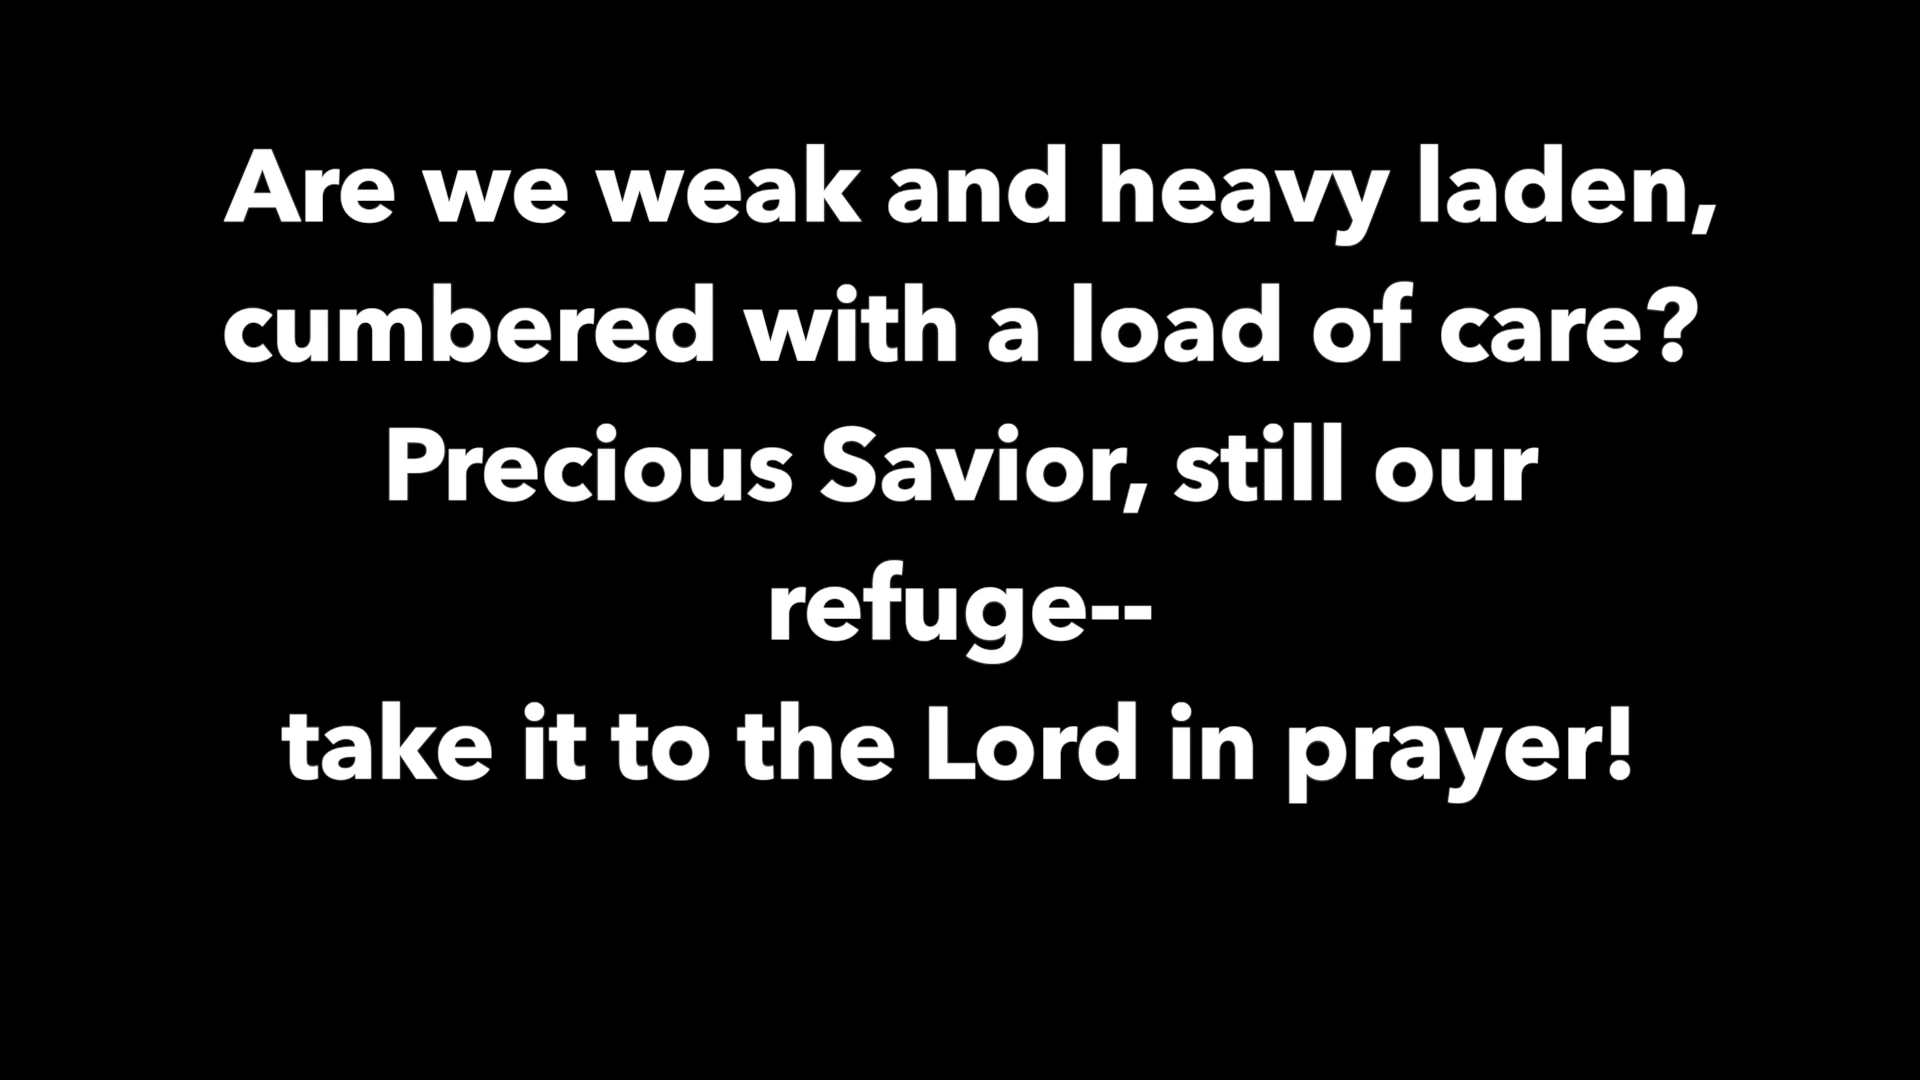 Are we weak and heavy laden,
cumbered with a load of care?
Precious Savior, still our
refuge--
take it to the Lord in prayer!